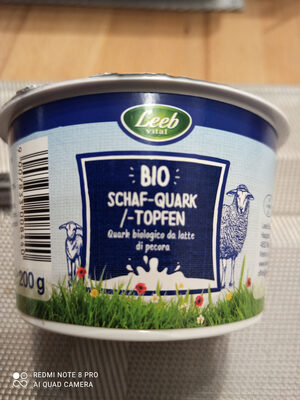 Leeb
vital
BIO
SCHAF-QUARK
/-TOPFEN
Quark biologico da latte
di pecora
200 g
REDMI NOTE 8 PRO
AI QUAD CAMERA